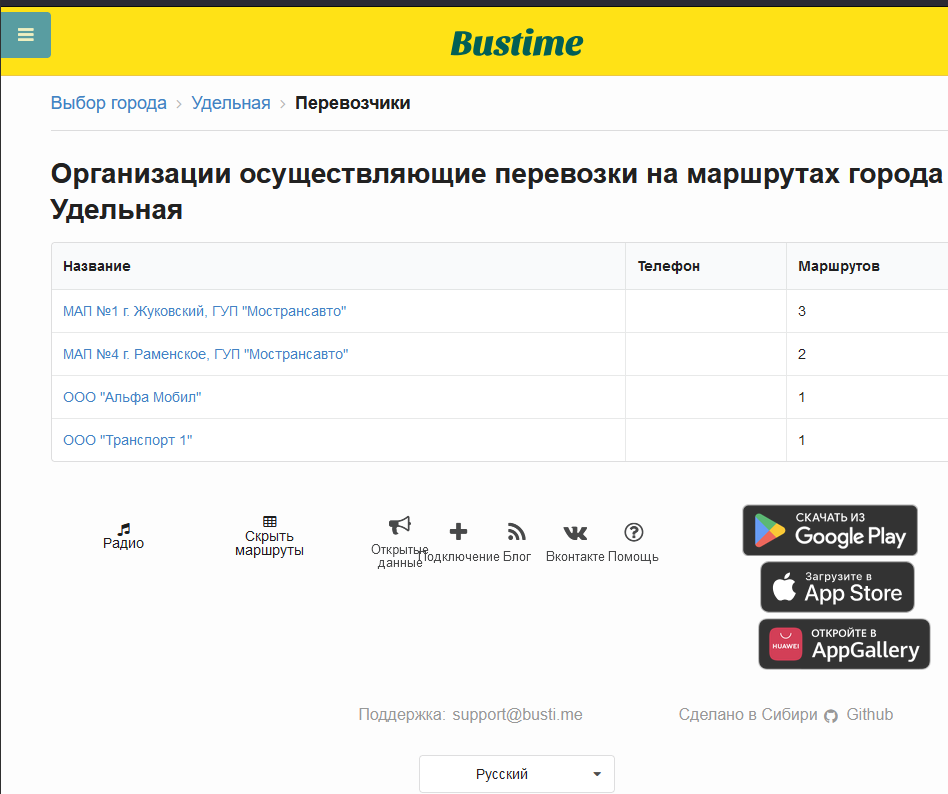 Bustime
Выбор города › Удельная › Перевозчики
Организации осуществляющие перевозки на маршрутах города
Удельная
Название Телефон Маршрутов
МАП №1 г. Жуковский, ГУП "Мострансавто" 3
МАП №4 г. Раменское, ГУП "Мострансавто" 2
ООО "Альфа Мобил" 1
ООО "Транспорт 1" 1
Радио
Скрыть
маршруты
Открытые
данные
Подключение
Блог
Вконтакте
Помощь
СКАЧАТЬ ИЗ
Google Play
Загрузите в
App Store
HUAWEI
ОТКРОЙТЕ В
AppGallery
Поддержка: support@busti.me
Сделано в Сибири Github
Русский